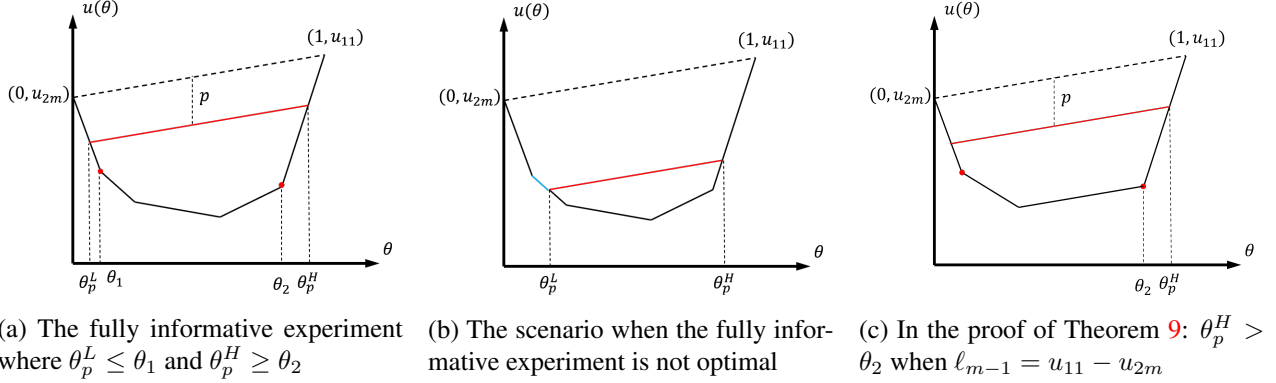 u(θ)
(1, u₁₁)
(0, u₂ₘ)
p
θ
θₚᴸ θ₁
θ₂ θₚᴴ
u(θ)
(1, u₁₁)
(0, u₂ₘ)
θ
θₚᴸ
θₚᴴ
u(θ)
(1, u₁₁)
(0, u₂ₘ)
p
θ
θ₂ θₚᴴ
(a) The fully informative experiment
where θₚᴸ ≤ θ₁ and θₚᴴ ≥ θ₂
(b) The scenario when the fully infor-
mative experiment is not optimal
(c) In the proof of Theorem 9: θₚᴴ >
θ₂ when ℓₘ₋₁ = u₁₁ − u₂ₘ